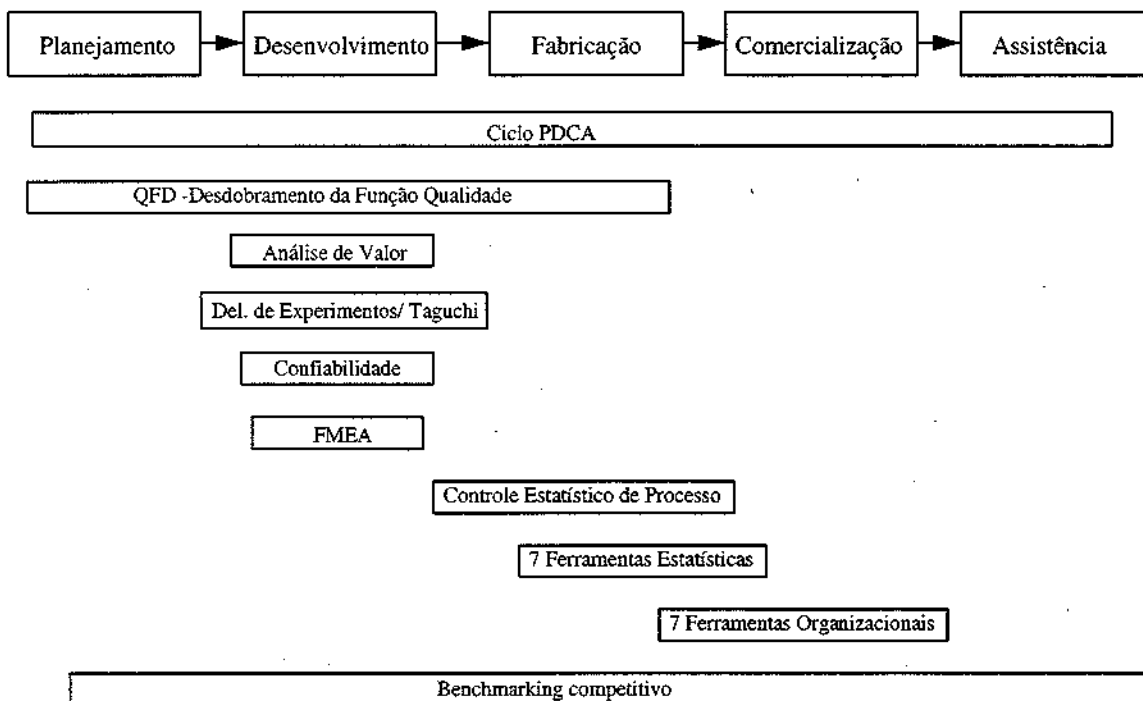 Planejamento
Desenvolvimento
Fabricação
Comercialização
Assistência
Ciclo PDCA
QFD -Desdobramento da Função Qualidade
Análise de Valor
Del. de Experimentos/ Taguchi
Confiabilidade
FMEA
Controle Estatístico de Processo
7 Ferramentas Estatísticas
7 Ferramentas Organizacionais
Benchmarking competitivo